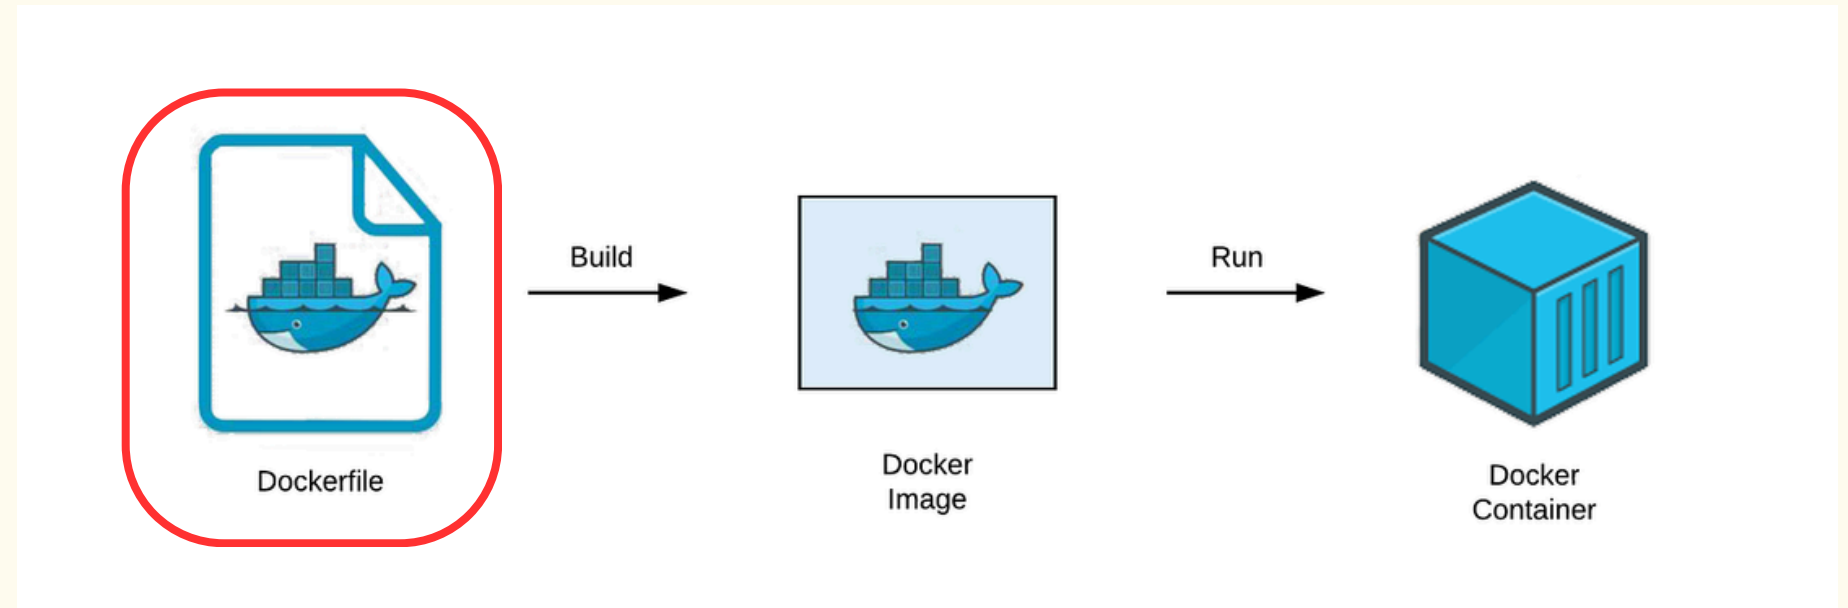 Dockerfile
Build
Docker
Image
Run
Docker
Container